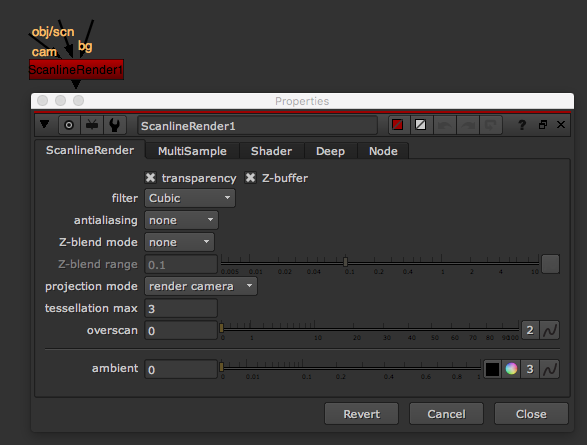 obj/scn
cam bg
ScanlineRender1
Properties
ScanlineRender1 ?
ScanlineRender MultiSample Shader Deep Node
transparency Z-buffer
filter Cubic
antialiasing none
Z-blend mode none
Z-blend range 0.1 0.005 0.01 0.02 0.04 0.1 0.2 0.4 1 2 4 10
projection mode render camera
tessellation max 3
overscan 0 0 1 10 20 30 40 50 60 70 80 90100 2
ambient 0 0 0.01 0.1 0.2 0.4 0.6 0.8 1 3
Revert Cancel Close